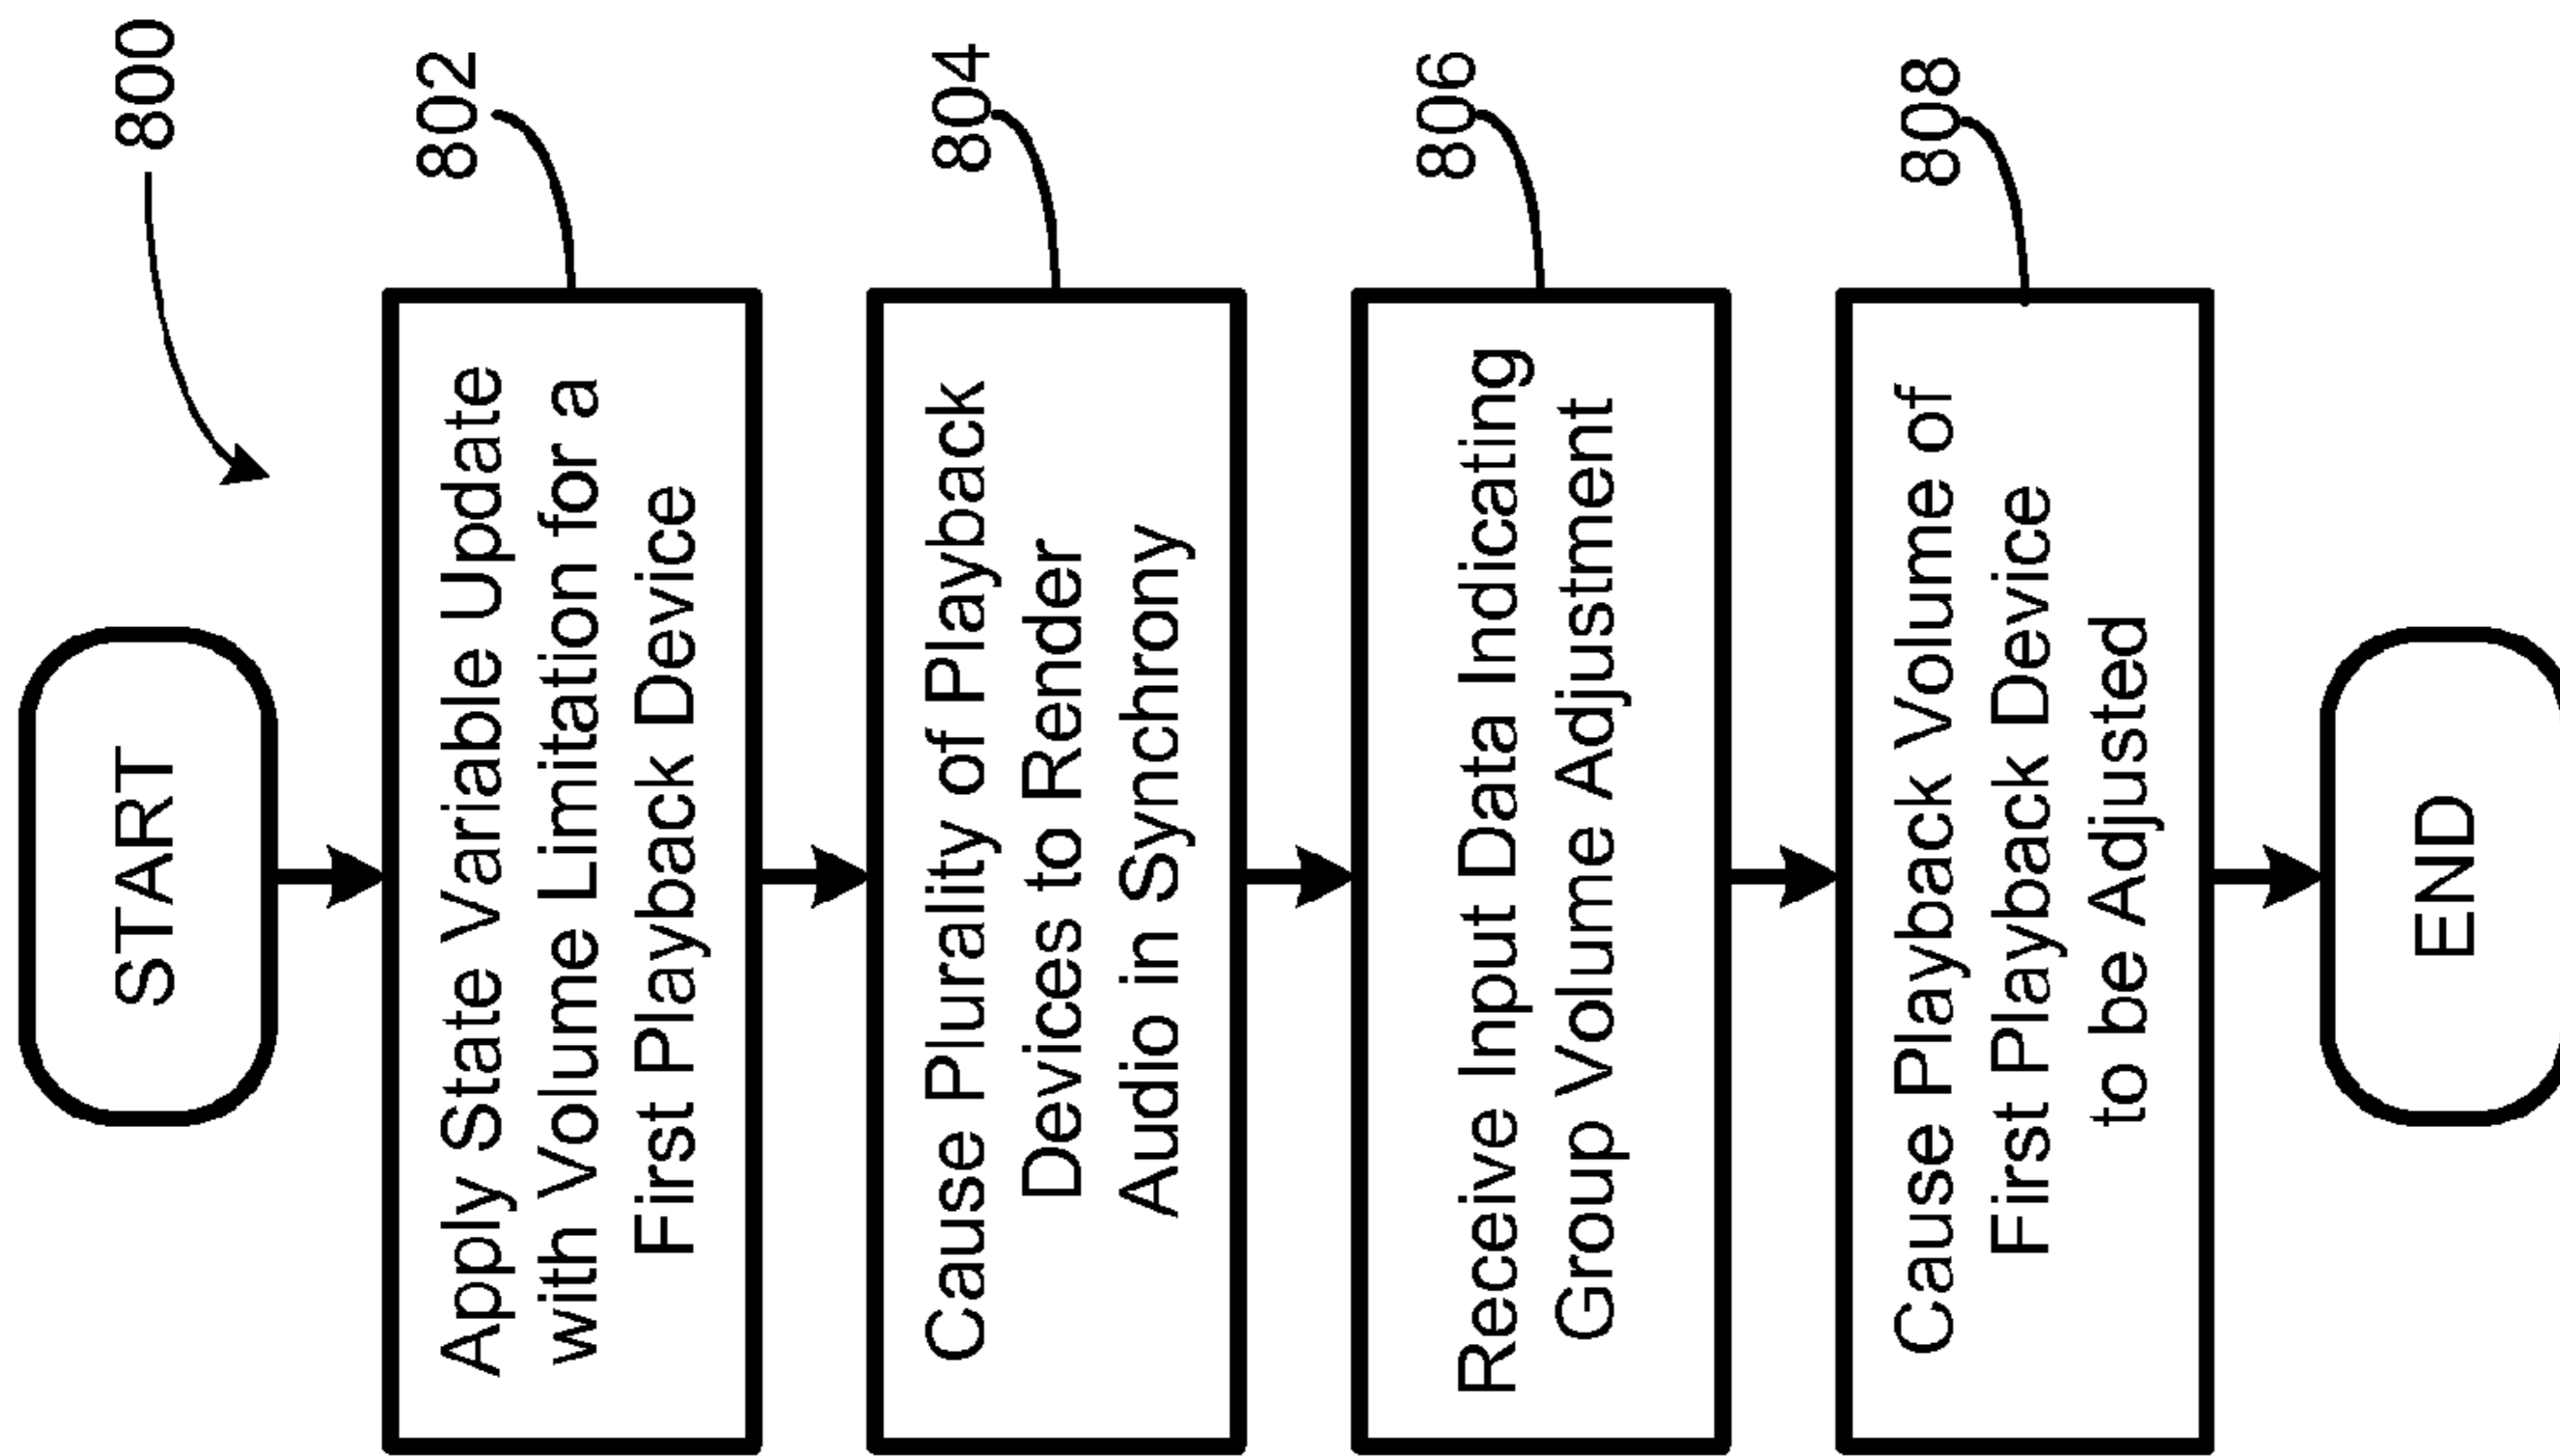 800
START
802
Apply State Variable Update
with Volume Limitation for a
First Playback Device
804
Cause Plurality of Playback
Devices to Render
Audio in Synchrony
806
Receive Input Data Indicating
Group Volume Adjustment
808
Cause Playback Volume of
First Playback Device
to be Adjusted
END